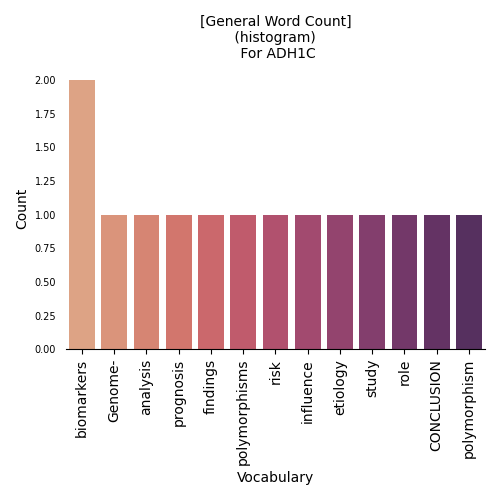 [General Word Count]
(histogram)
For ADH1C
2.00
1.75
1.50
1.25
1.00
0.75
0.50
0.25
0.00
Count
biomarkers
Genome-
analysis
prognosis
findings
polymorphisms
risk
influence
etiology
study
role
CONCLUSION
polymorphism
Vocabulary